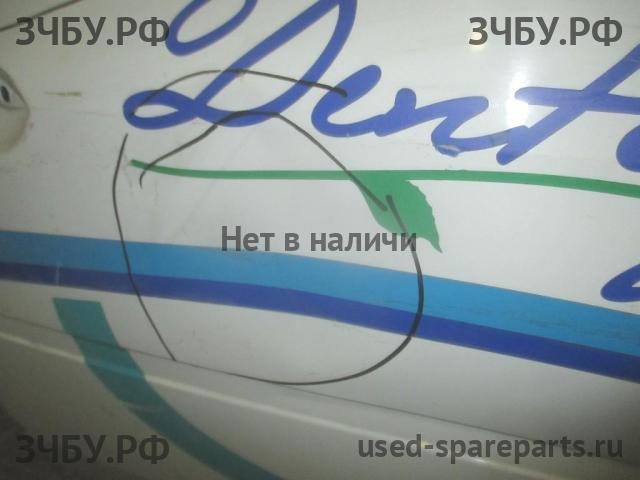 ЗЧБУ.РФ ЗЧБУ.РФ
Нет в наличи
ЗЧБУ.РФ used-spareparts.ru